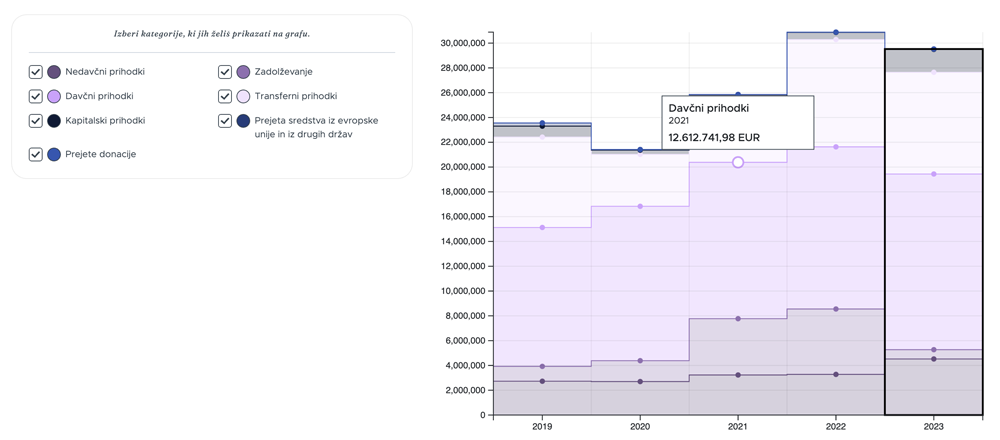 Izberi kategorije, ki jih želiš prikazati na grafu.
Nedavčni prihodki
Zadolževanje
Davčni prihodki
Transferni prihodki
Kapitalski prihodki
Prejeta sredstva iz evropske
unije in iz drugih držav
Prejete donacije
30,000,000
28,000,000
26,000,000
24,000,000
22,000,000
20,000,000
18,000,000
16,000,000
14,000,000
12,000,000
10,000,000
8,000,000
6,000,000
4,000,000
2,000,000
0
Davčni prihodki
2021
12.612.741,98 EUR
2019
2020
2021
2022
2023